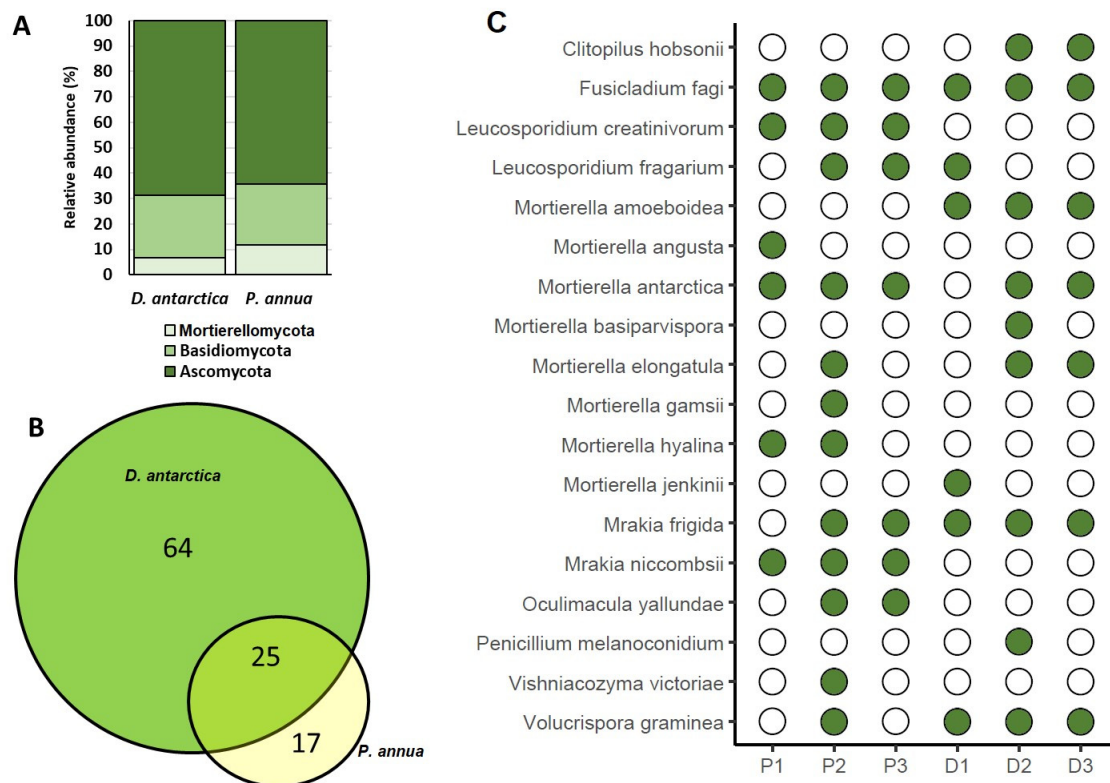 A
100
90
80
70
60
50
40
30
20
10
0
Relative abundance (%)
D. antarctica P. annua
Mortierellomycota
Basidiomycota
Ascomycota
B
D. antarctica
64
25
17
P. annua
C
Clitopilus hobsonii
Fusicladium fagi
Leucosporidium creatinivorum
Leucosporidium fragarium
Mortierella amoeboidea
Mortierella angusta
Mortierella antarctica
Mortierella basiparvispora
Mortierella elongatula
Mortierella gamsii
Mortierella hyalina
Mortierella jenkinii
Mrakia frigida
Mrakia niccombsii
Oculimacula yallundae
Penicillium melanoconidium
Vishniacozyma victoriae
Volucrispora graminea
P1 P2 P3 D1 D2 D3